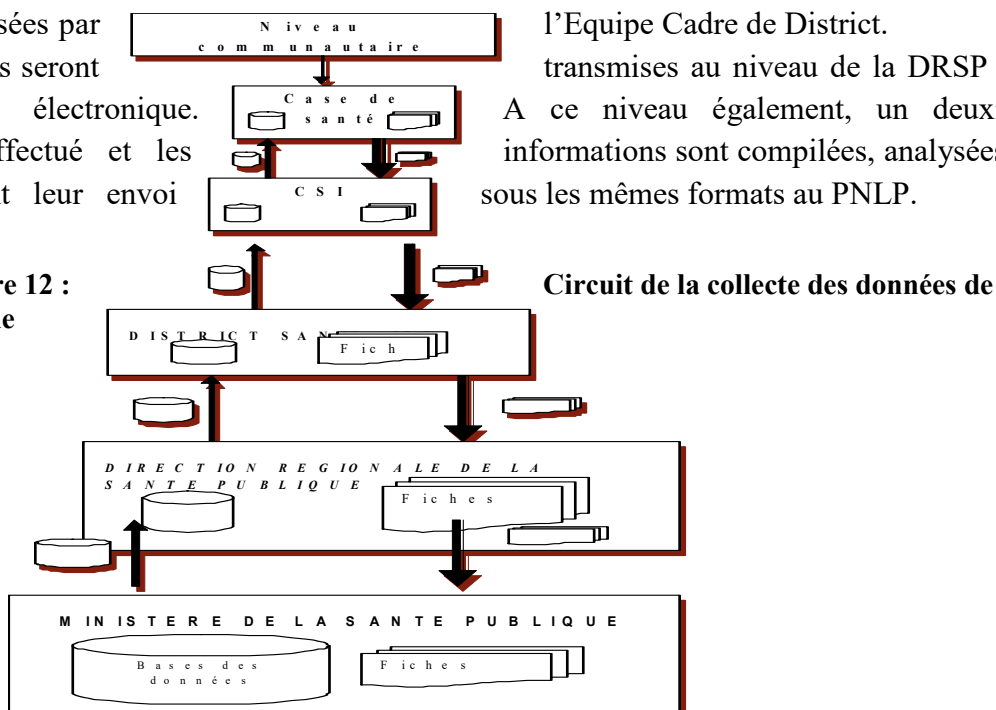 sées par
l'Equipe Cadre de District.
s seront
transmises au niveau de la DRSP
électronique.
A ce niveau également, un deux
ffectué et les
informations sont compilées, analysées
t leur envoi
sous les mêmes formats au PNLP.
re 12 :
Circuit de la collecte des données de
Niveau
communautaire
Case de
santé
CSI
DISTRICT SAN
Fich
DIRECTION REGIONALE DE LA
SANTE PUBLIQUE
Fiches
MINISTERE DE LA SANTE PUBLIQUE
Bases des
données
Fiches